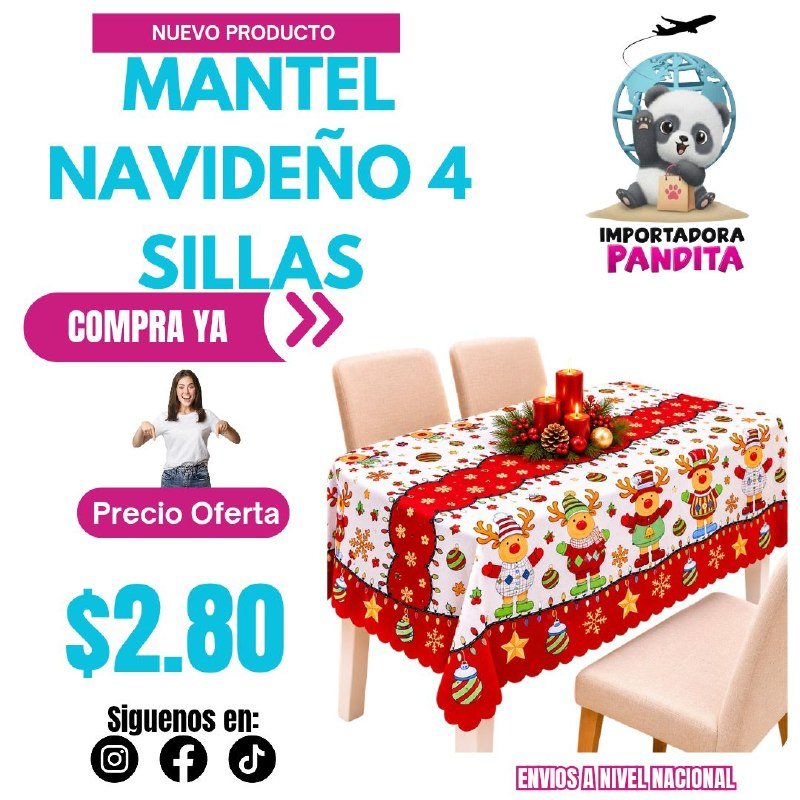 NUEVO PRODUCTO
MANTEL
NAVIDEÑO 4
SILLAS
IMPORTADORA
PANDITA
COMPRA YA
Precio Oferta
$2.80
Siguenos en:
ENVIOS A NIVEL NACIONAL